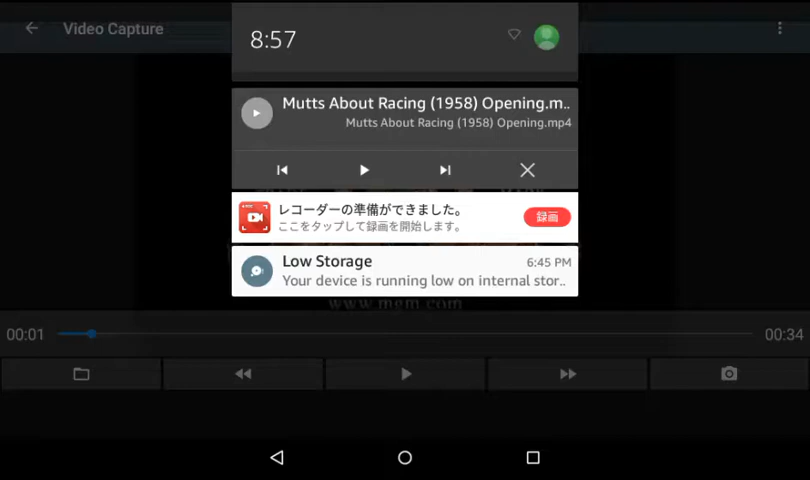 Video Capture
8:57
Mutts About Racing (1958) Opening.m..
Mutts About Racing (1958) Opening.mp4
レコーダーの準備ができました。
ここをタップして録画を開始します。
録画
Low Storage
6:45 PM
Your device is running low on internal stor..
www.mgm.com
00:01
00:34